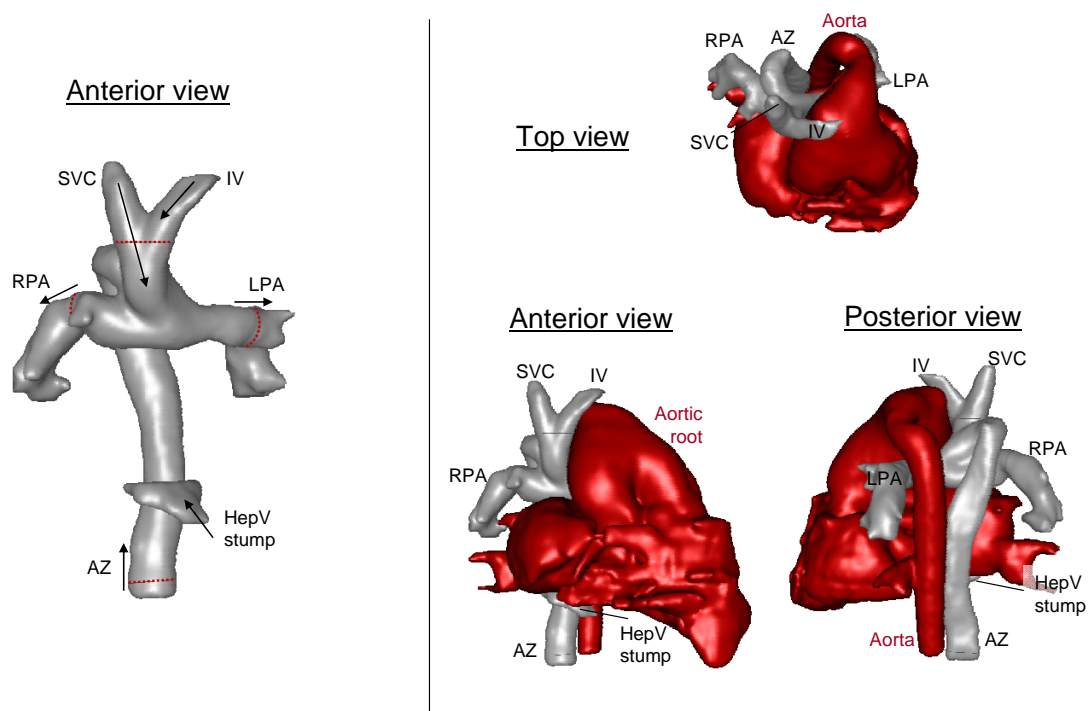 Anterior view
SVC
IV
RPA
LPA
HepV
stump
AZ
Top view
Aorta
RPA
AZ
LPA
SVC
IV
Anterior view
SVC
IV
Aortic
root
RPA
HepV
stump
AZ
Posterior view
SVC
IV
RPA
LPA
HepV
stump
Aorta
AZ